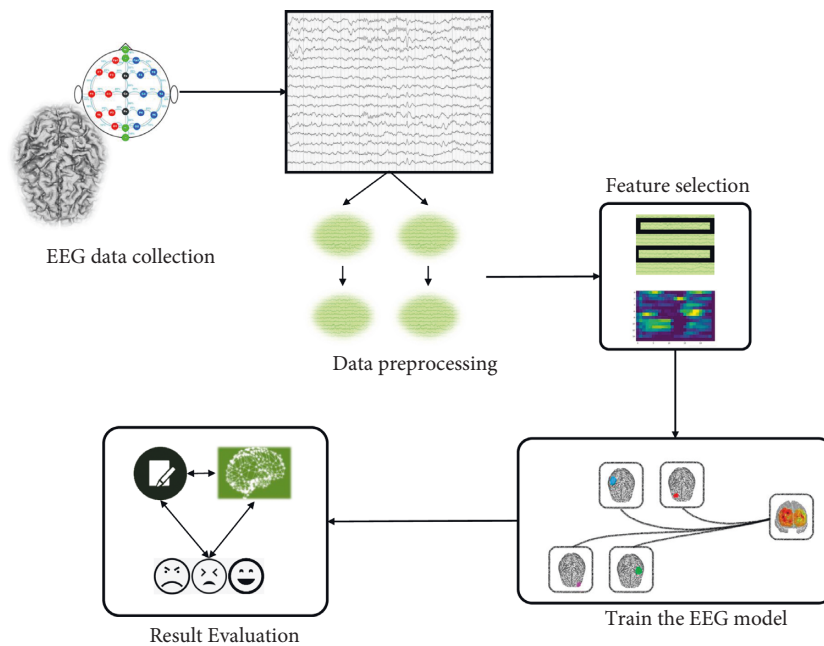 EEG data collection
Data preprocessing
Feature selection
Train the EEG model
Result Evaluation